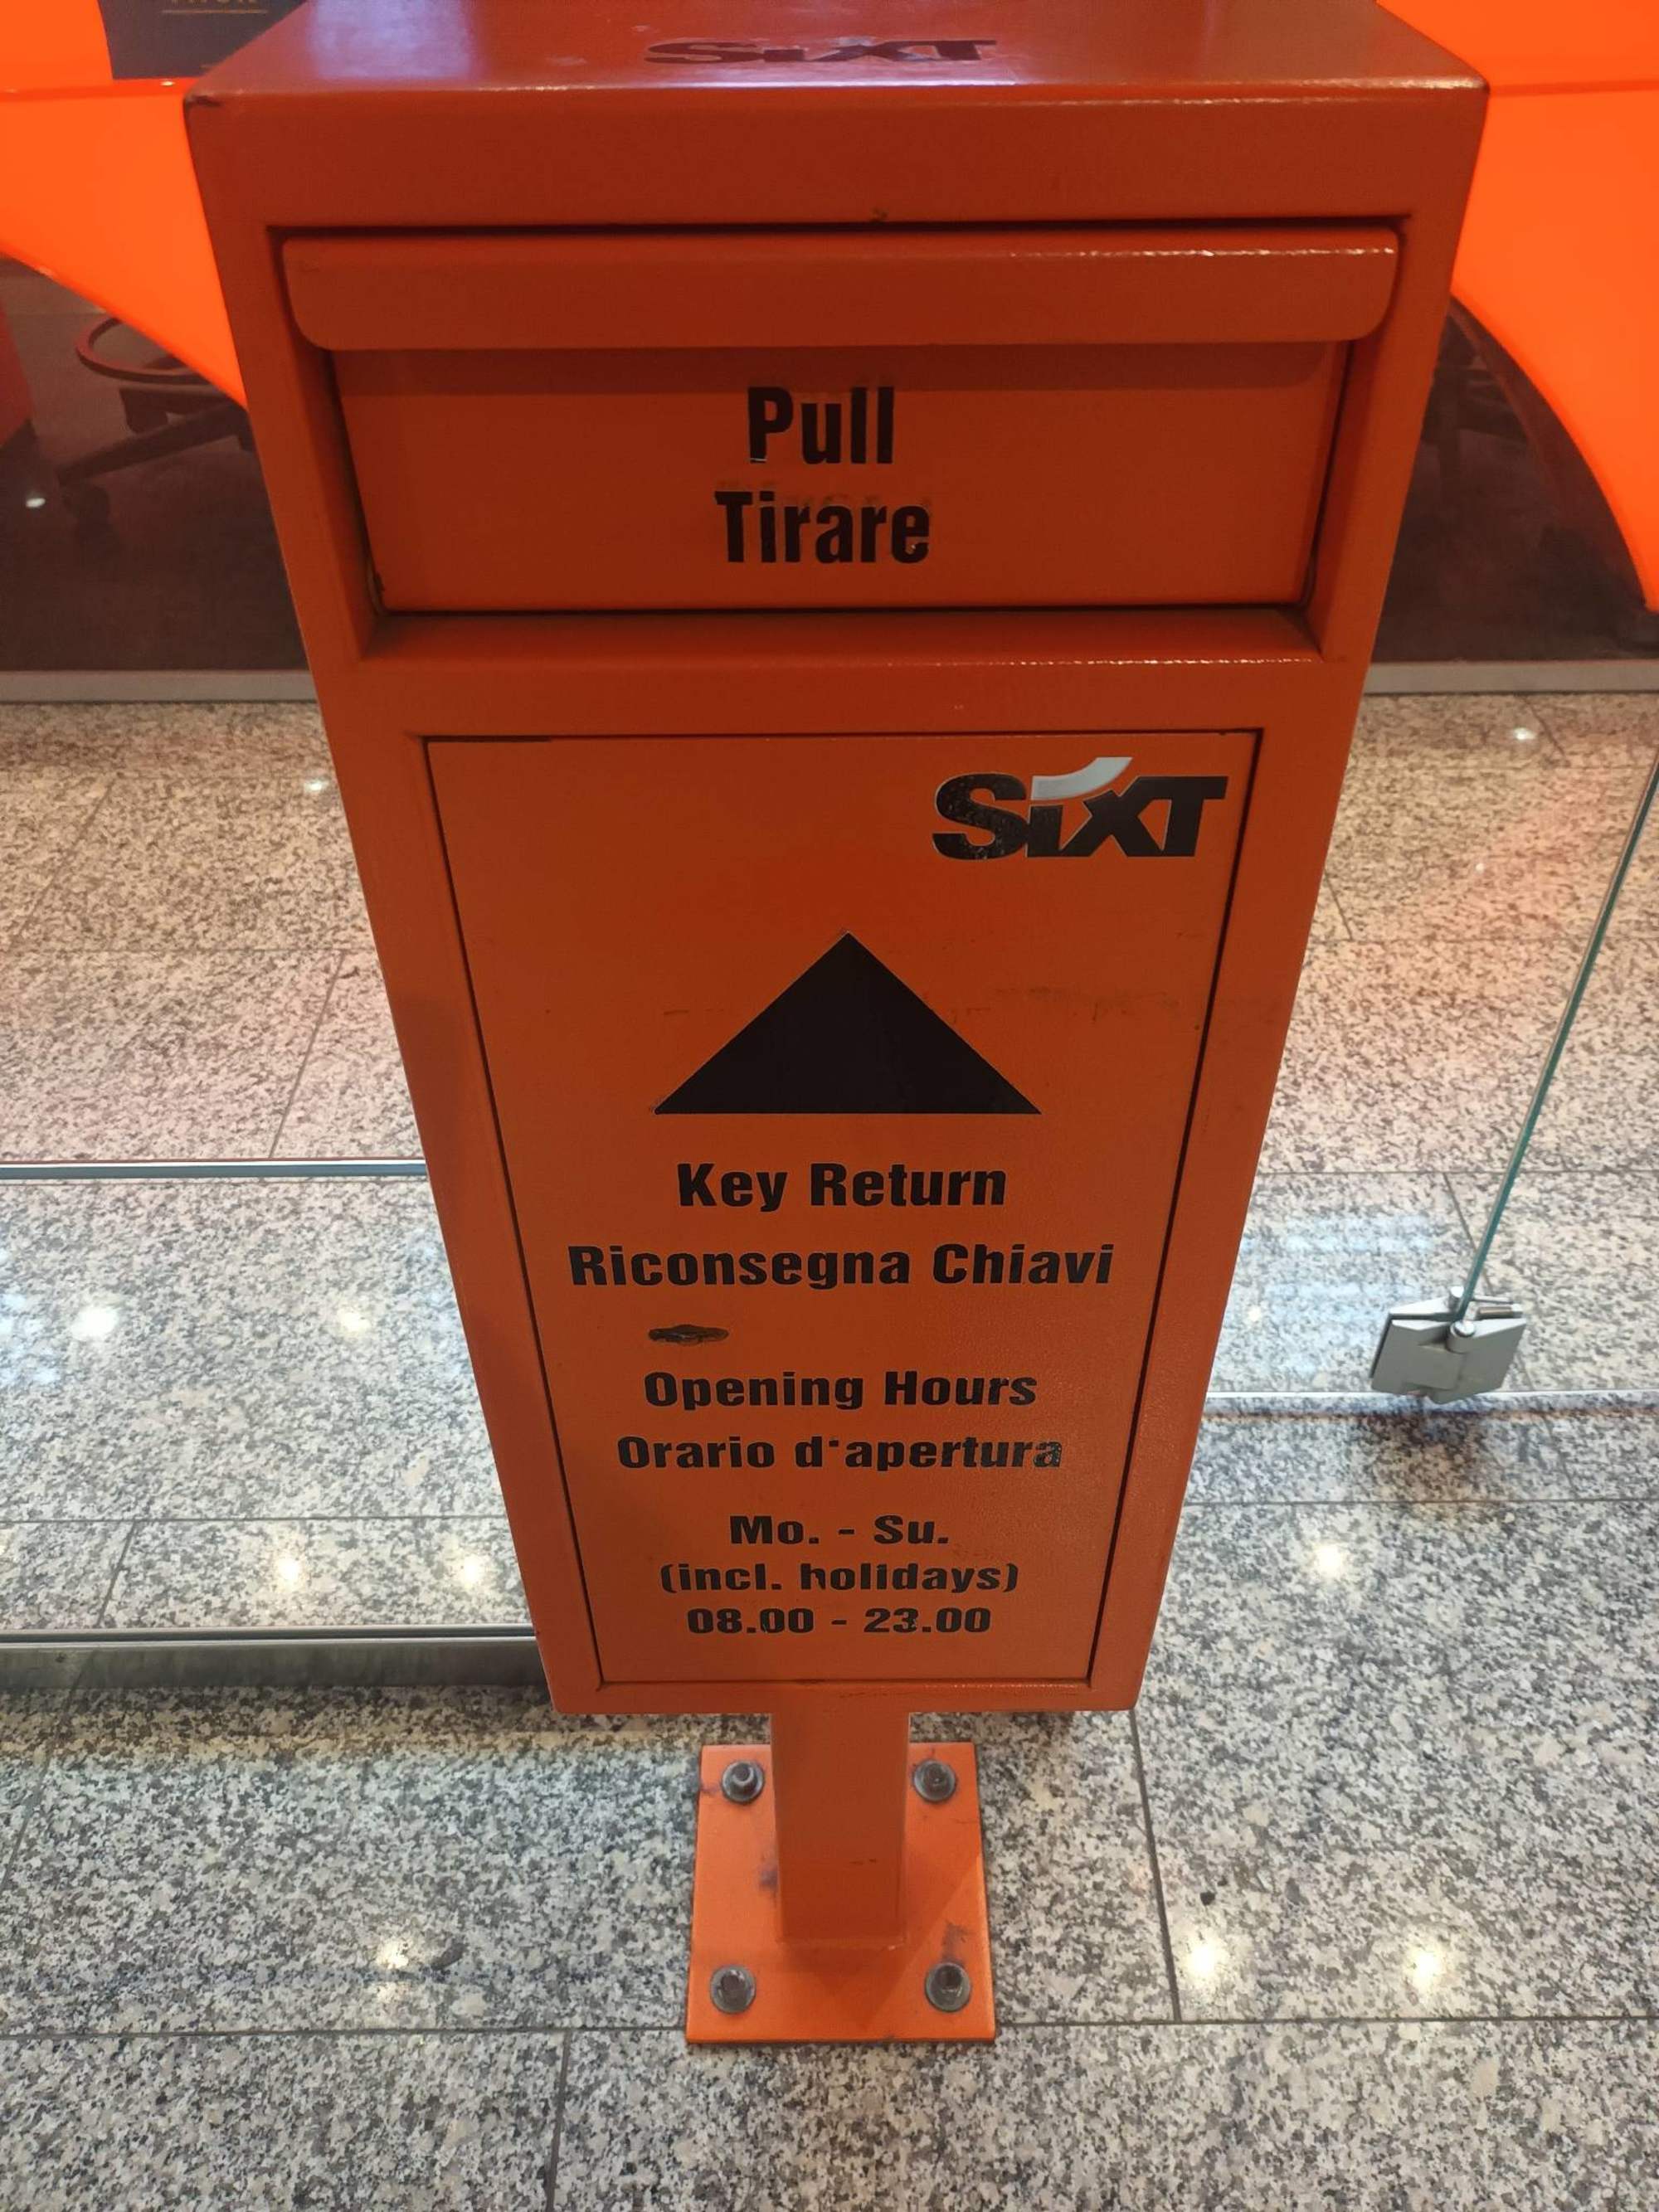 SIXT
Pull
Tirare
SIXT
Key Return
Riconsegna Chiavi
Opening Hours
Orario d'apertura
Mo. - Su.
(incl. holidays)
08.00 - 23.00